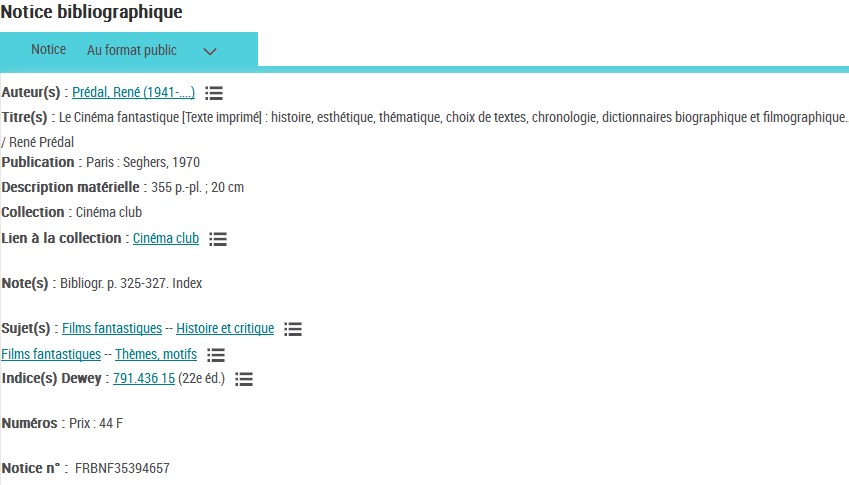 Notice bibliographique
Notice Au format public
Auteur(s) : Prédal, René (1941-....)
Titre(s) : Le Cinéma fantastique [Texte imprimé] : histoire, esthétique, thématique, choix de textes, chronologie, dictionnaires biographique et filmographique.
/ René Prédal
Publication : Paris : Seghers, 1970
Description matérielle : 355 p.-pl. ; 20 cm
Collection : Cinéma club
Lien à la collection : Cinéma club
Note(s) : Bibliogr. p. 325-327. Index
Sujet(s) : Films fantastiques -- Histoire et critique
Films fantastiques -- Thèmes, motifs
Indice(s) Dewey : 791.436 15 (22e éd.)
Numéros : Prix : 44 F
Notice n° : FRBNF35394657